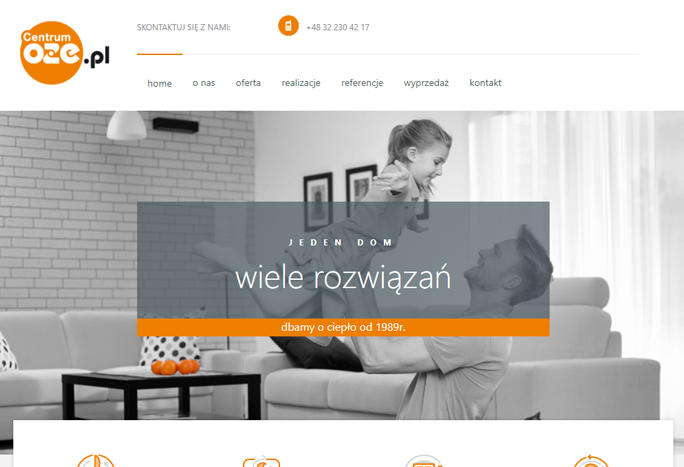 Centrum
oze.pl
SKONTAKTUJ SIĘ Z NAMI:
+48 32 230 42 17
home
o nas
oferta
realizacje
referencje
wyprzedaż
kontakt
JEDEN DOM
wiele rozwiązań
dbamy o ciepło od 1989r.